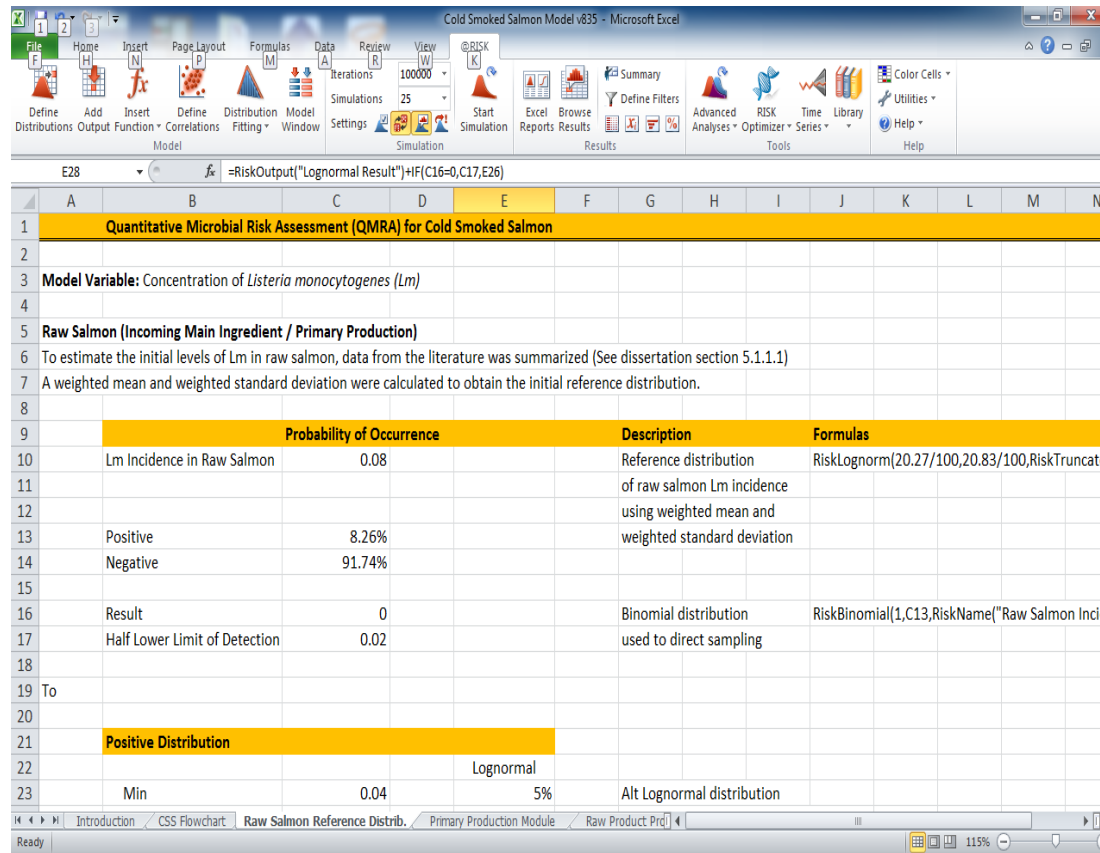 Cold Smoked Salmon Model v835 - Microsoft Excel
1 2 3
File Home Insert Page Layout Formulas Data Review View @RISK
F H N P M A R W K
Define Distributions
Add Output
Insert Function
Define Correlations
Distribution Fitting
Model Window
Iterations 100000
Simulations 25
Settings
Start Simulation
Excel Reports
Browse Results
Summary
Define Filters
Advanced Analyses
RISK Optimizer
Time Series
Library
Color Cells
Utilities
Help
Model Simulation Results Tools Help
E28 fx =RiskOutput("Lognormal Result")+IF(C16=0,C17,E26)
A B C D E F G H I J K L M N
1 Quantitative Microbial Risk Assessment (QMRA) for Cold Smoked Salmon
2
3 Model Variable: Concentration of Listeria monocytogenes (Lm)
4
5 Raw Salmon (Incoming Main Ingredient / Primary Production)
6 To estimate the initial levels of Lm in raw salmon, data from the literature was summarized (See dissertation section 5.1.1.1)
7 A weighted mean and weighted standard deviation were calculated to obtain the initial reference distribution.
8
9 Probability of Occurrence Description Formulas
10 Lm Incidence in Raw Salmon 0.08 Reference distribution RiskLognorm(20.27/100,20.83/100,RiskTruncat
11 of raw salmon Lm incidence
12 using weighted mean and
13 Positive 8.26% weighted standard deviation
14 Negative 91.74%
15
16 Result 0 Binomial distribution RiskBinomial(1,C13,RiskName("Raw Salmon Inci
17 Half Lower Limit of Detection 0.02 used to direct sampling
18
19 To
20
21 Positive Distribution
22 Lognormal
23 Min 0.04 5% Alt Lognormal distribution
Introduction CSS Flowchart Raw Salmon Reference Distrib. Primary Production Module Raw Product Pro
Ready 115%